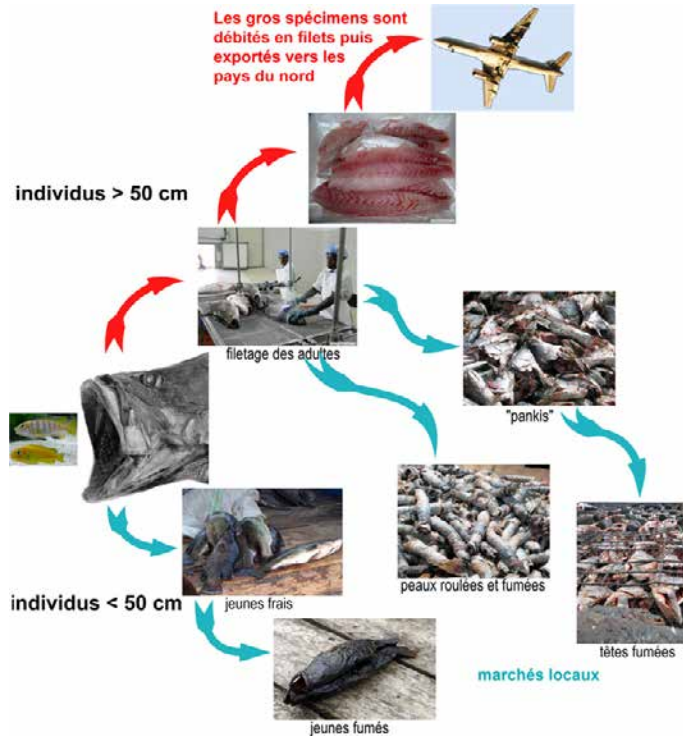 Les gros spécimens sont
débités en filets puis
exportés vers les
pays du nord
individus > 50 cm
filetage des adultes
"pankis"
peaux roulées et fumées
têtes fumées
jeunes frais
individus < 50 cm
jeunes fumés
marchés locaux